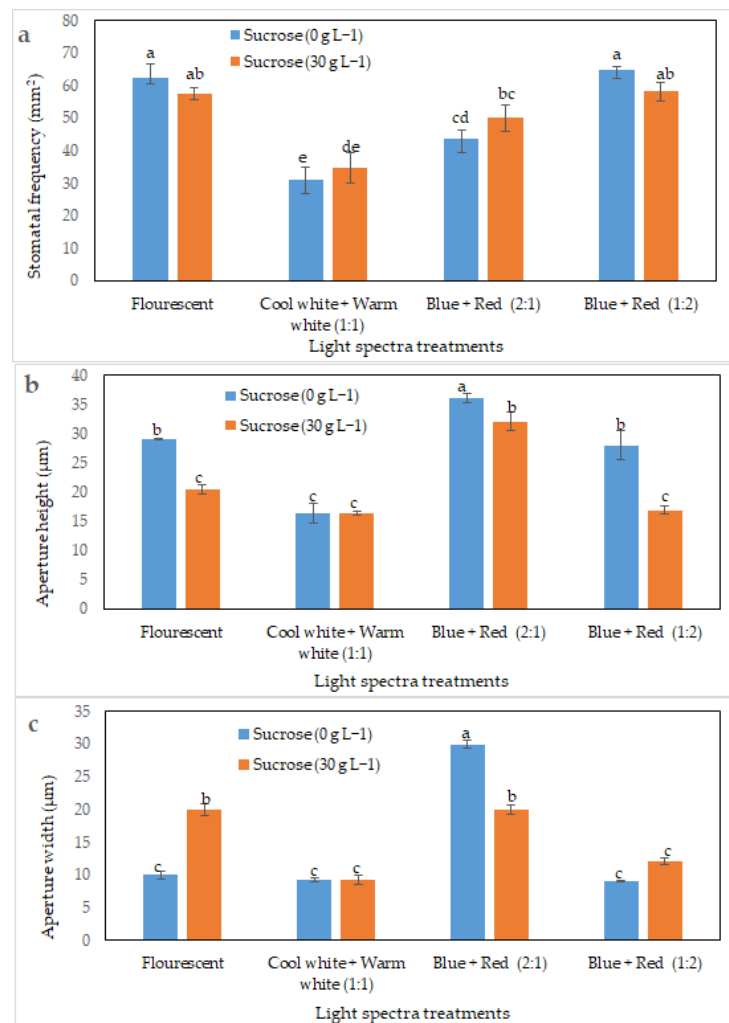 a
80
70
60
50
40
30
20
10
0
Stomatal frequency (mm²)
Sucrose (0 g L−1)
Sucrose (30 g L−1)
a
ab
e
de
cd
bc
a
ab
Flourescent
Cool white + Warm
white (1:1)
Blue + Red (2:1)
Blue + Red (1:2)
Light spectra treatments
b
40
35
30
25
20
15
10
5
0
Aperture height (µm)
Sucrose (0 g L−1)
Sucrose (30 g L−1)
b
c
c
c
a
b
b
c
Flourescent
Cool white + Warm
white (1:1)
Blue + Red (2:1)
Blue + Red (1:2)
Light spectra treatments
c
35
30
25
20
15
10
5
0
Aperture width (µm)
Sucrose (0 g L−1)
Sucrose (30 g L−1)
c
b
c
c
a
b
c
c
Flourescent
Cool white + Warm
white (1:1)
Blue + Red (2:1)
Blue + Red (1:2)
Light spectra treatments